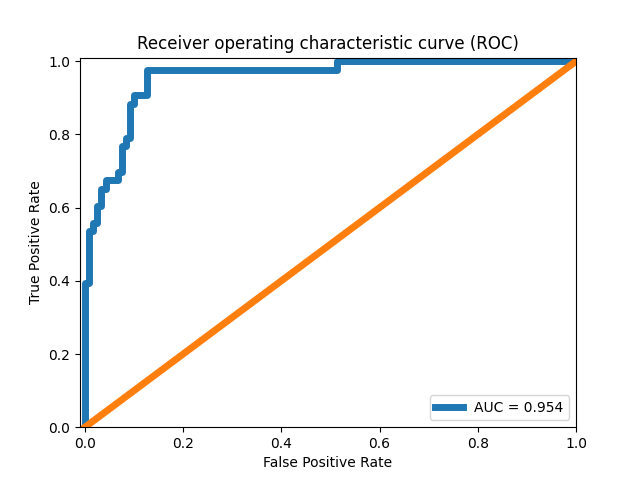 Receiver operating characteristic curve (ROC)
True Positive Rate
1.0
0.8
0.6
0.4
0.2
0.0
0.0 0.2 0.4 0.6 0.8 1.0
False Positive Rate
AUC = 0.954